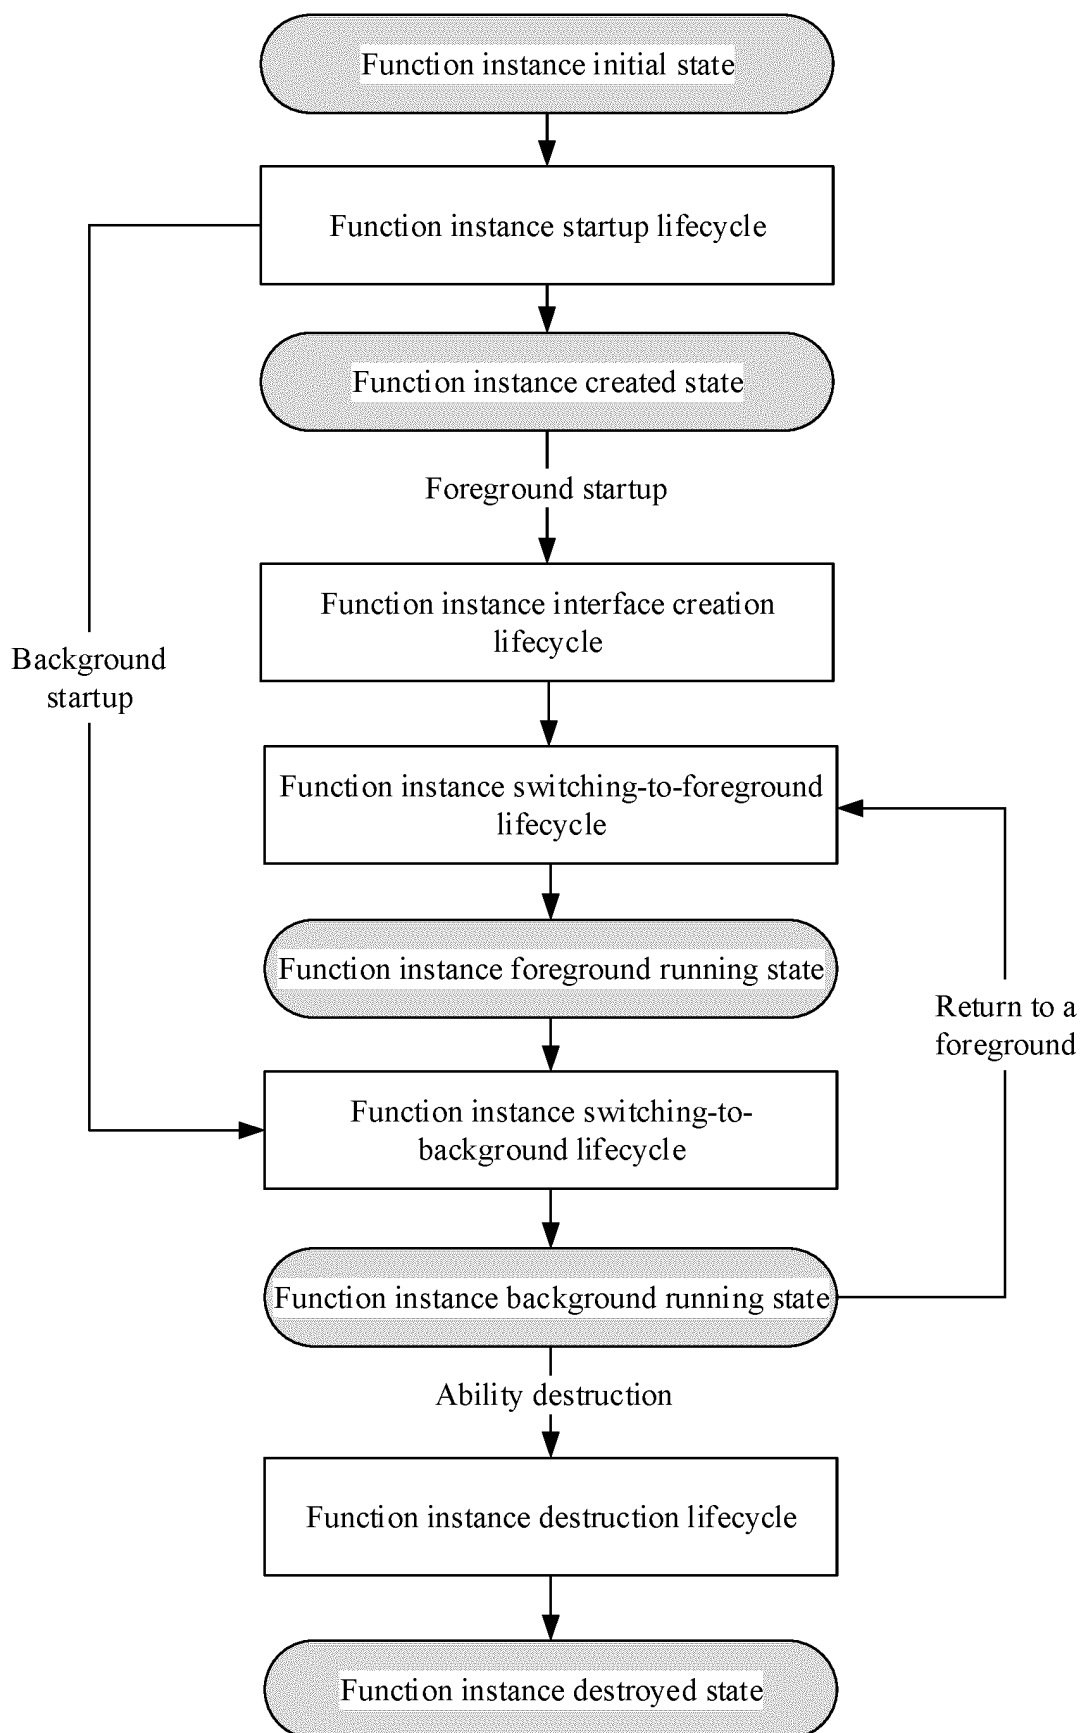 Function instance initial state
Function instance startup lifecycle
Function instance created state
Foreground startup
Function instance interface creation
lifecycle
Background
startup
Function instance switching-to-foreground
lifecycle
Function instance foreground running state
Return to a
foreground
Function instance switching-to-
background lifecycle
Function instance background running state
Ability destruction
Function instance destruction lifecycle
Function instance destroyed state